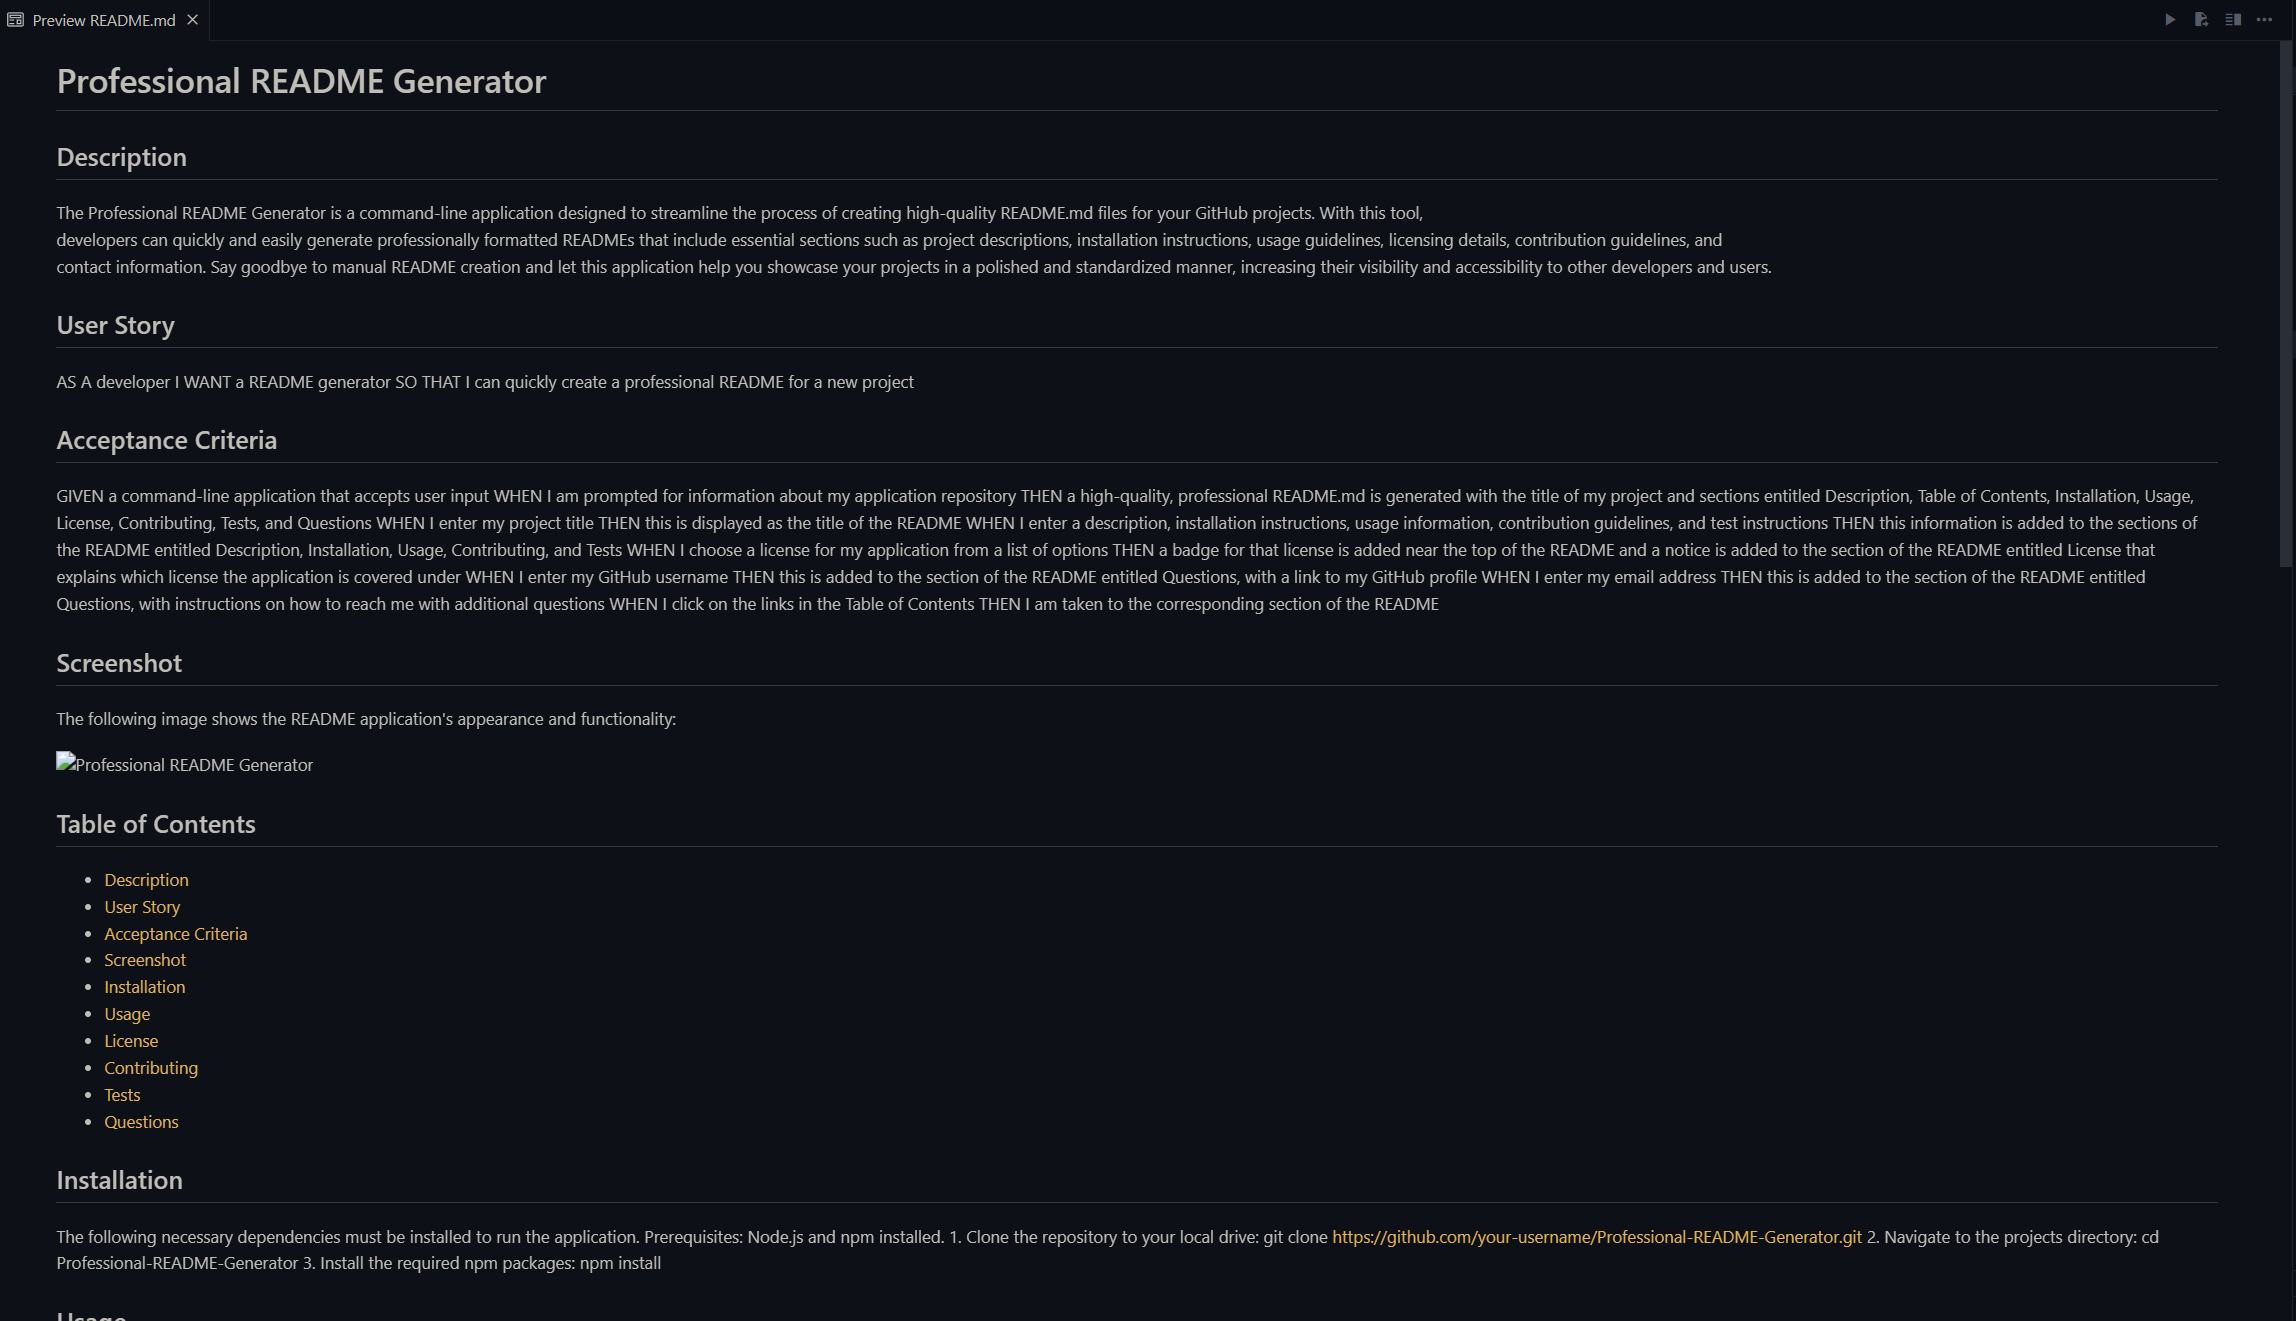 Preview README.md
Professional README Generator
Description
The Professional README Generator is a command-line application designed to streamline the process of creating high-quality README.md files for your GitHub projects. With this tool,
developers can quickly and easily generate professionally formatted READMEs that include essential sections such as project descriptions, installation instructions, usage guidelines, licensing details, contribution guidelines, and
contact information. Say goodbye to manual README creation and let this application help you showcase your projects in a polished and standardized manner, increasing their visibility and accessibility to other developers and users.
User Story
AS A developer I WANT a README generator SO THAT I can quickly create a professional README for a new project
Acceptance Criteria
GIVEN a command-line application that accepts user input WHEN I am prompted for information about my application repository THEN a high-quality, professional README.md is generated with the title of my project and sections entitled Description, Table of Contents, Installation, Usage,
License, Contributing, Tests, and Questions WHEN I enter my project title THEN this is displayed as the title of the README WHEN I enter a description, installation instructions, usage information, contribution guidelines, and test instructions THEN this information is added to the sections of
the README entitled Description, Installation, Usage, Contributing, and Tests WHEN I choose a license for my application from a list of options THEN a badge for that license is added near the top of the README and a notice is added to the section of the README entitled License that
explains which license the application is covered under WHEN I enter my GitHub username THEN this is added to the section of the README entitled Questions, with a link to my GitHub profile WHEN I enter my email address THEN this is added to the section of the README entitled
Questions, with instructions on how to reach me with additional questions WHEN I click on the links in the Table of Contents THEN I am taken to the corresponding section of the README
Screenshot
The following image shows the README application's appearance and functionality:
Professional README Generator
Table of Contents
Description
User Story
Acceptance Criteria
Screenshot
Installation
Usage
License
Contributing
Tests
Questions
Installation
The following necessary dependencies must be installed to run the application. Prerequisites: Node.js and npm installed. 1. Clone the repository to your local drive: git clone https://github.com/your-username/Professional-README-Generator.git 2. Navigate to the projects directory: cd
Professional-README-Generator 3. Install the required npm packages: npm install
Usage